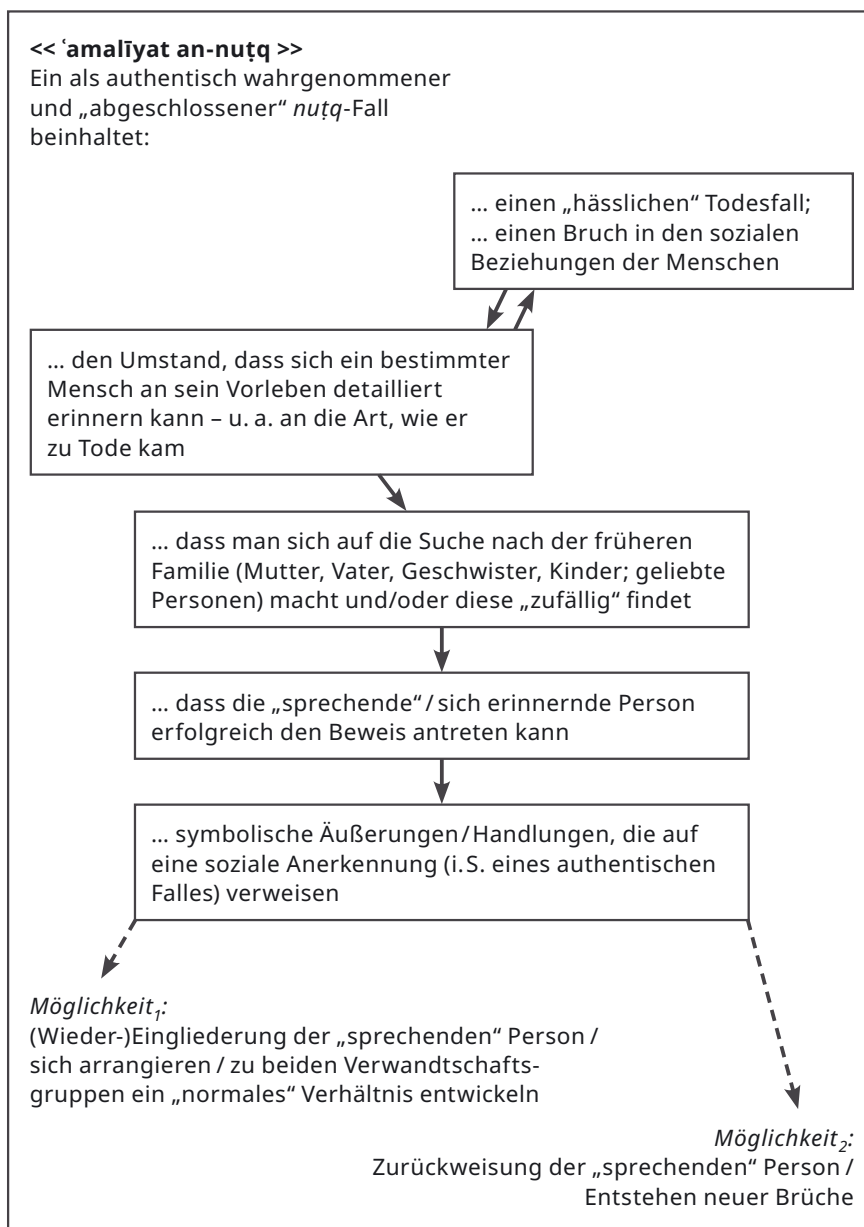 << ʿamalīyat an-nuṭq >>
Ein als authentisch wahrgenommener
und „abgeschlossener“ nuṭq-Fall
beinhaltet:
... einen „hässlichen“ Todesfall;
... einen Bruch in den sozialen
Beziehungen der Menschen
... den Umstand, dass sich ein bestimmter
Mensch an sein Vorleben detailliert
erinnern kann – u. a. an die Art, wie er
zu Tode kam
... dass man sich auf die Suche nach der früheren
Familie (Mutter, Vater, Geschwister, Kinder; geliebte
Personen) macht und/oder diese „zufällig“ findet
... dass die „sprechende“ / sich erinnernde Person
erfolgreich den Beweis antreten kann
... symbolische Äußerungen / Handlungen, die auf
eine soziale Anerkennung (i. S. eines authentischen
Falles) verweisen
Möglichkeit₁:
(Wieder-)Eingliederung der „sprechenden“ Person /
sich arrangieren / zu beiden Verwandtschafts-
gruppen ein „normales“ Verhältnis entwickeln
Möglichkeit₂:
Zurückweisung der „sprechenden“ Person /
Entstehen neuer Brüche